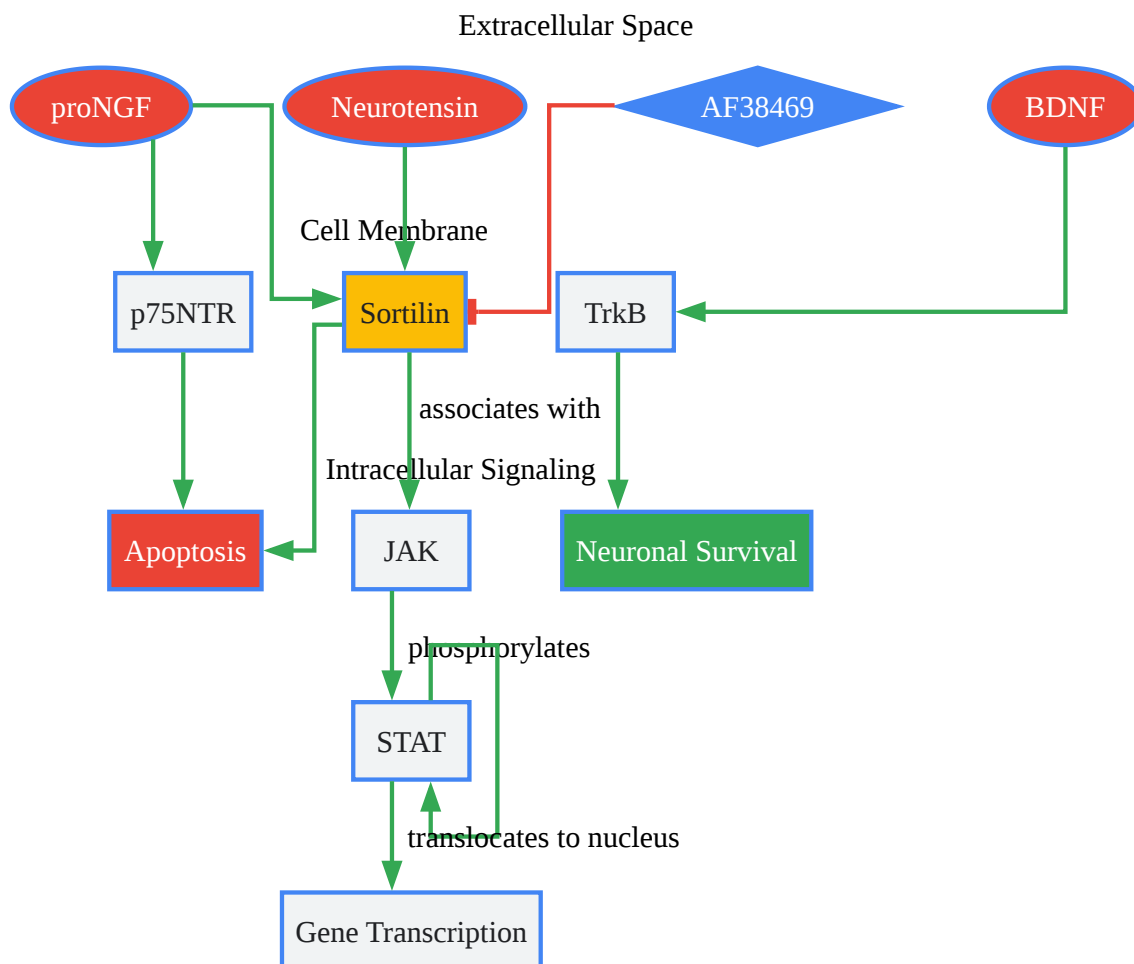 Extracellular Space
proNGF
Neurotensin
AF38469
BDNF
Cell Membrane
p75NTR
Sortilin
TrkB
associates with
Intracellular Signaling
Apoptosis
JAK
Neuronal Survival
phosphorylates
STAT
translocates to nucleus
Gene Transcription